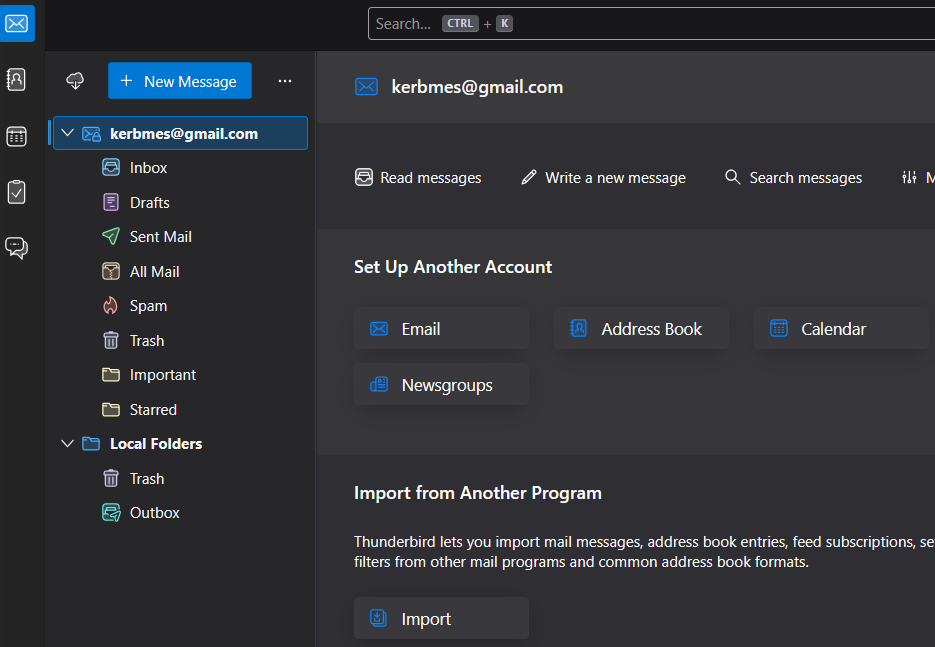 Search... CTRL + K
New Message
kerbmes@gmail.com
Inbox
Drafts
Sent Mail
All Mail
Spam
Trash
Important
Starred
Local Folders
Trash
Outbox
kerbmes@gmail.com
Read messages
Write a new message
Search messages
M
Set Up Another Account
Email
Address Book
Calendar
Newsgroups
Import from Another Program
Thunderbird lets you import mail messages, address book entries, feed subscriptions, se
filters from other mail programs and common address book formats.
Import